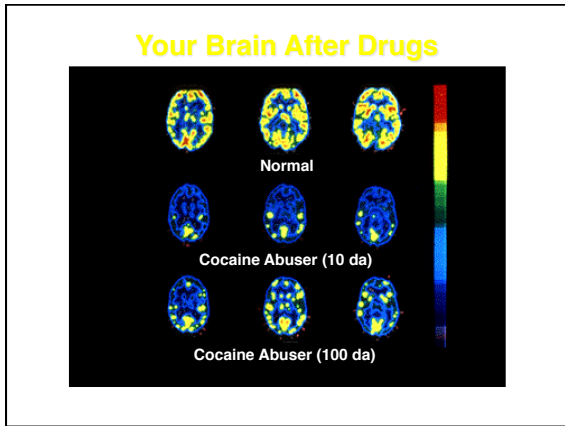 Your Brain After Drugs
Normal
Cocaine Abuser (10 da)
Cocaine Abuser (100 da)